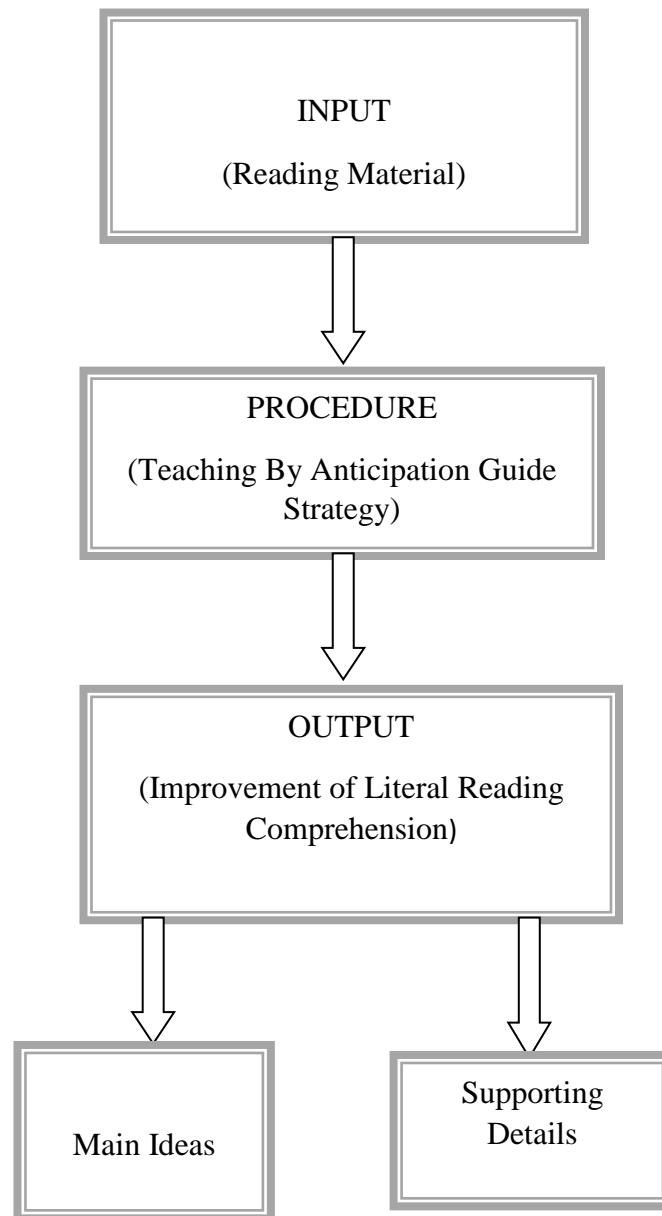 INPUT
(Reading Material)
PROCEDURE
(Teaching By Anticipation Guide
Strategy)
OUTPUT
(Improvement of Literal Reading
Comprehension)
Main Ideas
Supporting
Details